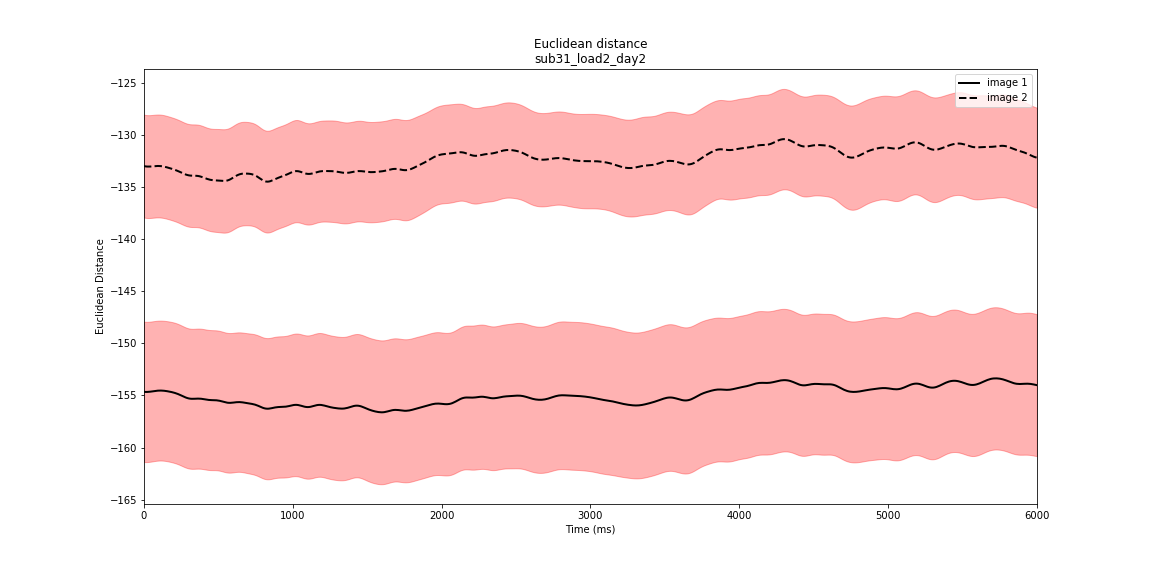 Euclidean distance
sub31_load2_day2
image 1
image 2
Euclidean Distance
−125
−130
−135
−140
−145
−150
−155
−160
−165
0 1000 2000 3000 4000 5000 6000
Time (ms)